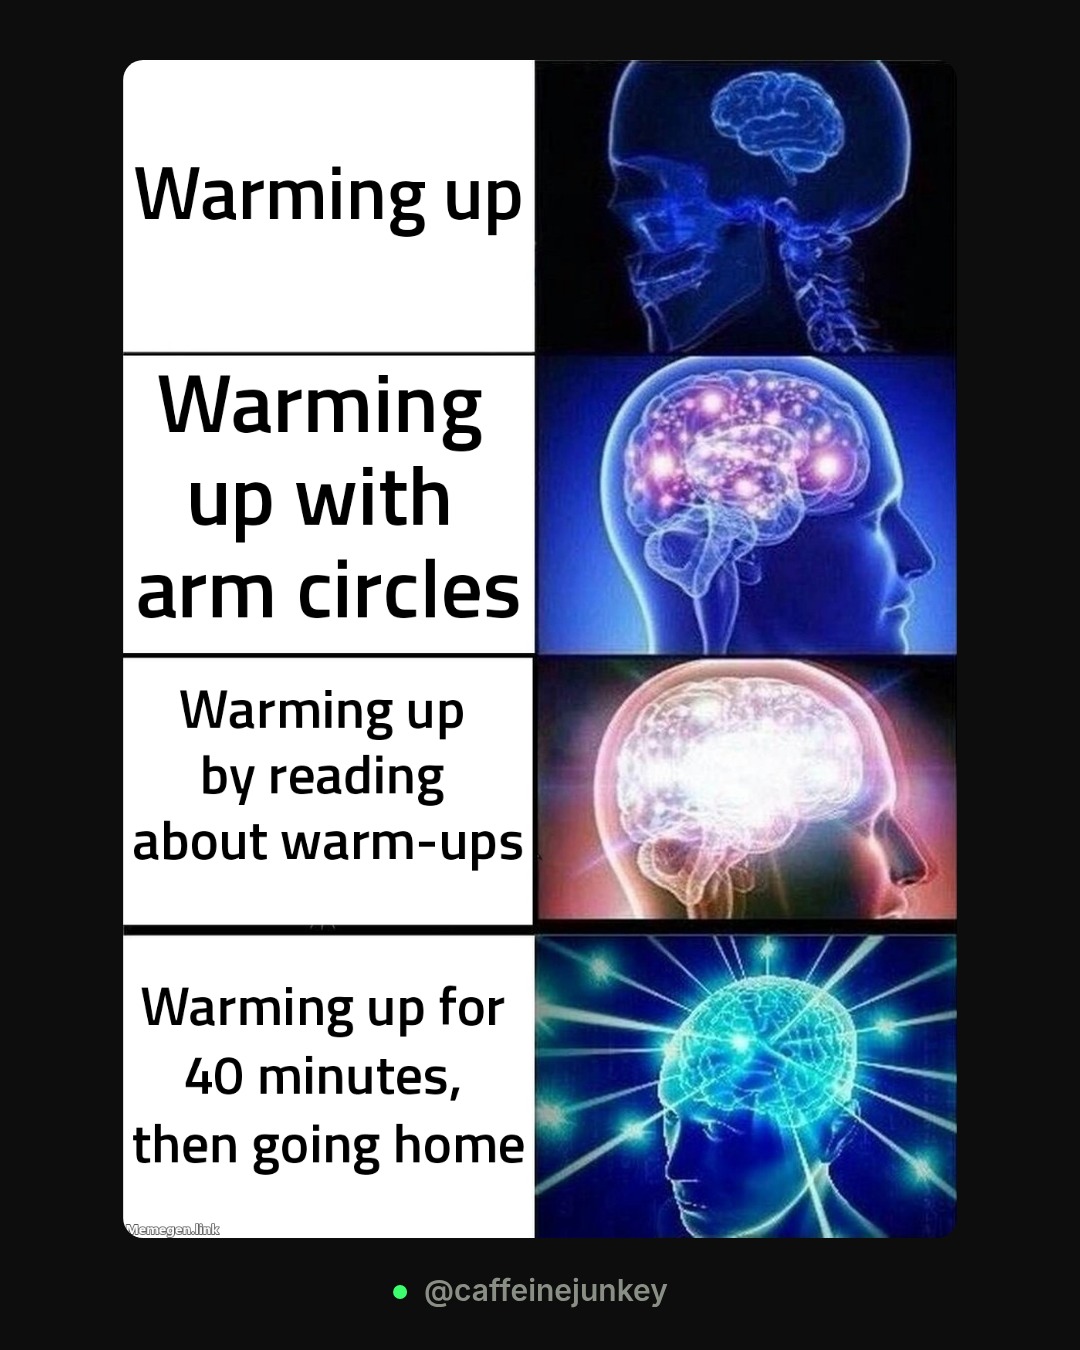 Warming up
Warming
up with
arm circles
Warming up
by reading
about warm-ups
Warming up for
40 minutes,
then going home
Memegen.link
@caffeinejunkey